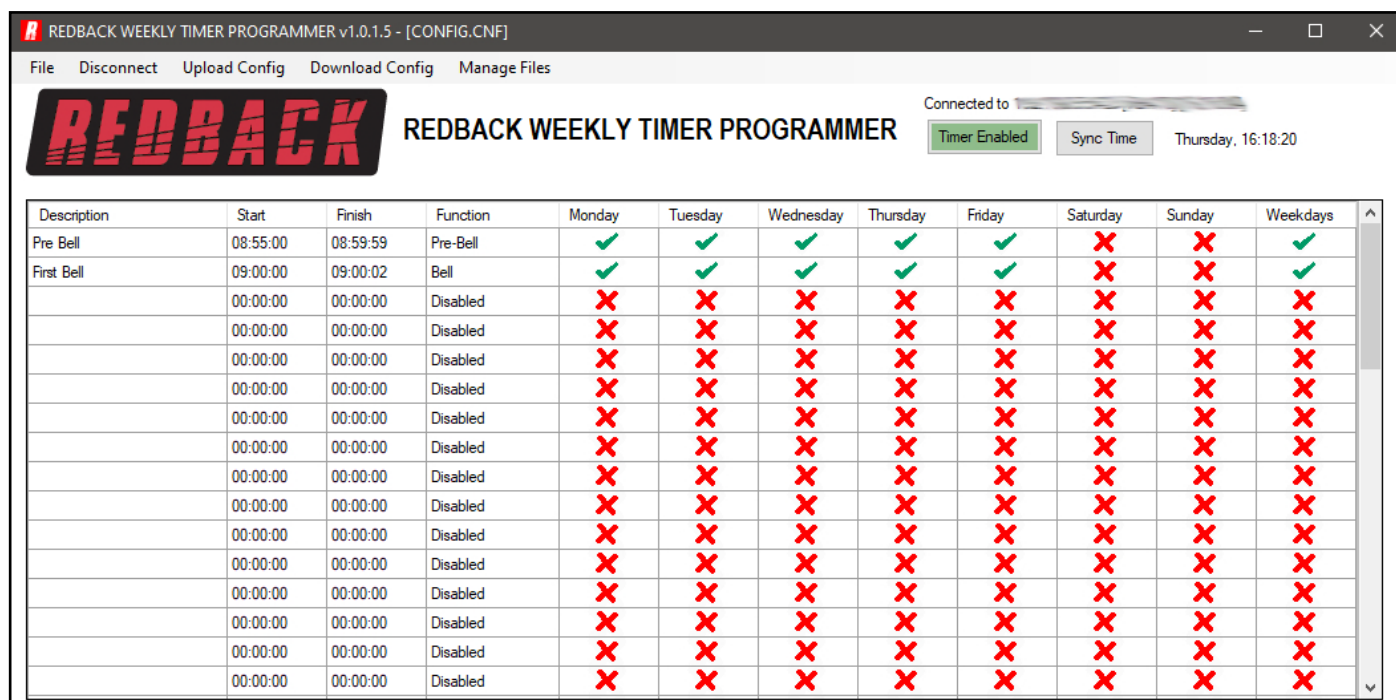 REDBACK WEEKLY TIMER PROGRAMMER v1.0.1.5 - [CONFIG.CNF]
File Disconnect Upload Config Download Config Manage Files
REDBACK
REDBACK WEEKLY TIMER PROGRAMMER
Connected to
Timer Enabled Sync Time Thursday, 16:18:20
Description Start Finish Function Monday Tuesday Wednesday Thursday Friday Saturday Sunday Weekdays
Pre Bell 08:55:00 08:59:59 Pre-Bell
First Bell 09:00:00 09:00:02 Bell
00:00:00 00:00:00 Disabled
00:00:00 00:00:00 Disabled
00:00:00 00:00:00 Disabled
00:00:00 00:00:00 Disabled
00:00:00 00:00:00 Disabled
00:00:00 00:00:00 Disabled
00:00:00 00:00:00 Disabled
00:00:00 00:00:00 Disabled
00:00:00 00:00:00 Disabled
00:00:00 00:00:00 Disabled
00:00:00 00:00:00 Disabled
00:00:00 00:00:00 Disabled
00:00:00 00:00:00 Disabled
00:00:00 00:00:00 Disabled